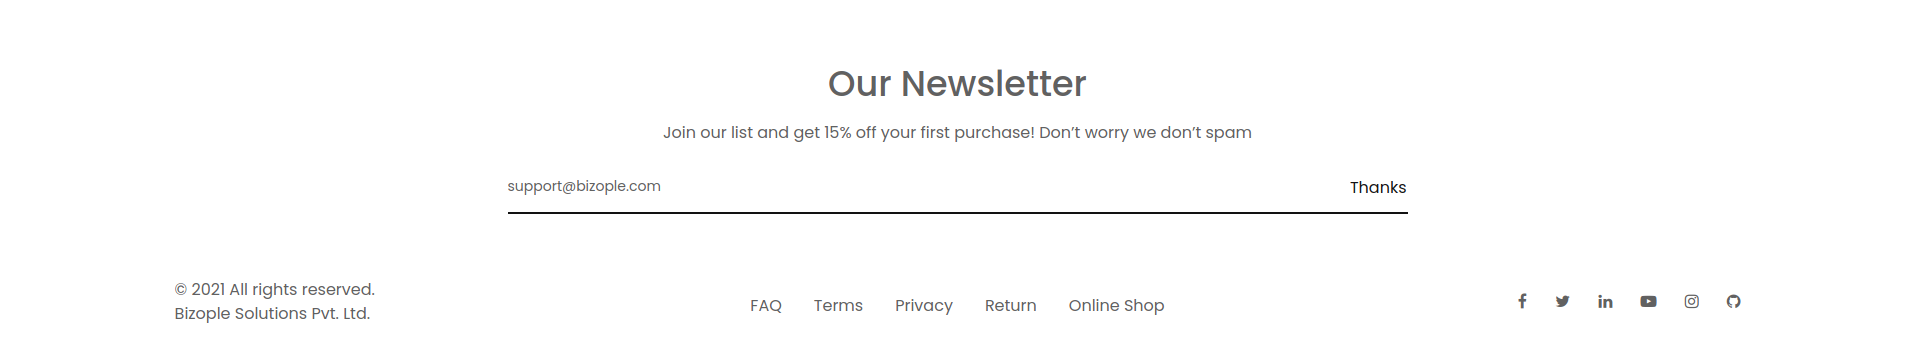 Our Newsletter
Join our list and get 15% off your first purchase! Don’t worry we don’t spam
support@bizople.com Thanks
© 2021 All rights reserved.
Bizople Solutions Pvt. Ltd.
FAQ Terms Privacy Return Online Shop